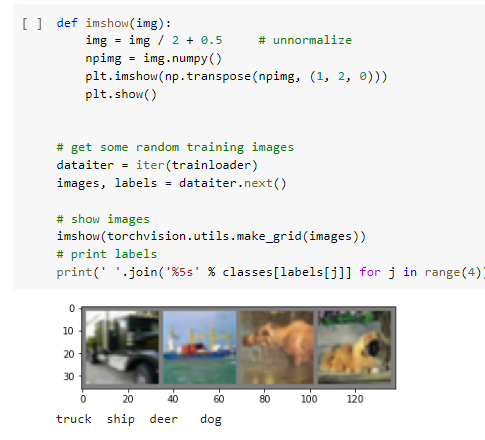 [ ] def imshow(img):
img = img / 2 + 0.5 # unnormalize
npimg = img.numpy()
plt.imshow(np.transpose(npimg, (1, 2, 0)))
plt.show()
# get some random training images
dataiter = iter(trainloader)
images, labels = dataiter.next()
# show images
imshow(torchvision.utils.make_grid(images))
# print labels
print(' '.join('%5s' % classes[labels[j]] for j in range(4))
0
10
20
30
0 20 40 60 80 100 120
truck ship deer dog